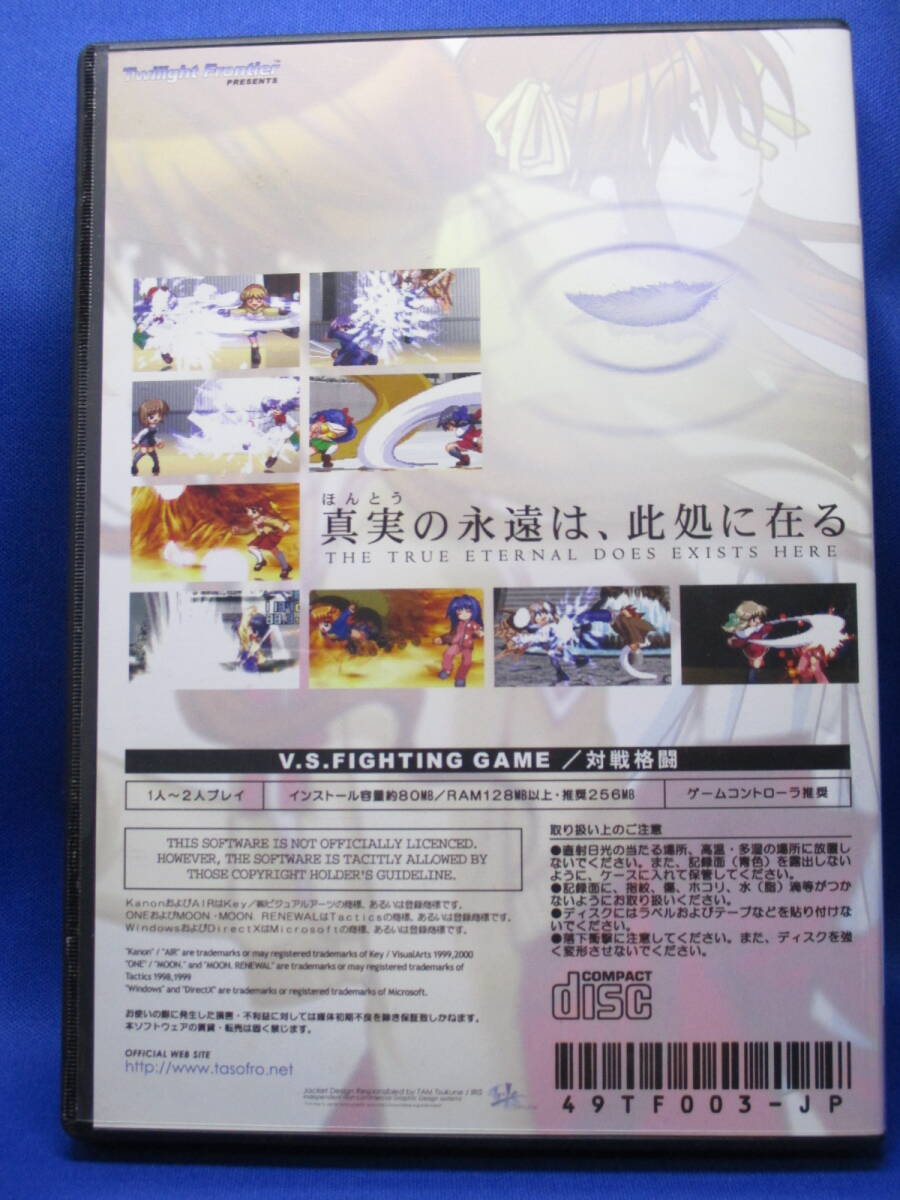 Twilight Frontier™
PRESENTS
ほんとう
真実の永遠は、此処に在る
THE TRUE ETERNAL DOES EXISTS HERE
V.S.FIGHTING GAME／対戦格闘
1人～2人プレイ
インストール容量約80MB／RAM128MB以上・推奨256MB
ゲームコントローラ推奨
THIS SOFTWARE IS NOT OFFICIALLY LICENCED.
HOWEVER, THE SOFTWARE IS TACITLY ALLOWED BY
THOSE COPYRIGHT HOLDER'S GUIDELINE.
KanonおよびAIRはKey／㈱ビジュアルアーツの商標、あるいは登録商標です。
ONEおよびMOON・MOON. RENEWALはTacticsの商標、あるいは登録商標です。
WindowsおよびDirectXはMicrosoftの商標、あるいは登録商標です。
"Kanon" / "AIR" are trademarks or may registered trademarks of Key / VisualArts 1999,2000
"ONE" / "MOON." and "MOON. RENEWAL" are trademarks or may registered trademarks of
Tactics 1998,1999
"Windows" and "DirectX" are trademarks or registered trademarks of Microsoft.
お使いの際に発生した損害・不利益に対しては媒体初期不良を除き保証致しかねます。
本ソフトウェアの賃貸・転売は固く禁じます。
OFFICIAL WEB SITE
http://www.tasofro.net
取り扱い上のご注意
●直射日光の当たる場所、高温・多湿の場所に放置し
ないでください。また、記録面（青色）を露出しない
ように、ケースに入れて保管してください。
●記録面に、指紋、傷、ホコリ、水（脂）滴等がつか
ないようにお取り扱いください。
●ディスクにはラベルおよびテープなどを貼り付けな
いでください。
●落下衝撃に注意してください。また、ディスクを強
く変形させないでください。
COMPACT
disc
Jacket Design Responsibled by TAM Tsukune / IRIS
Independent Non commercial Graphic Design systems
49TF003-JP